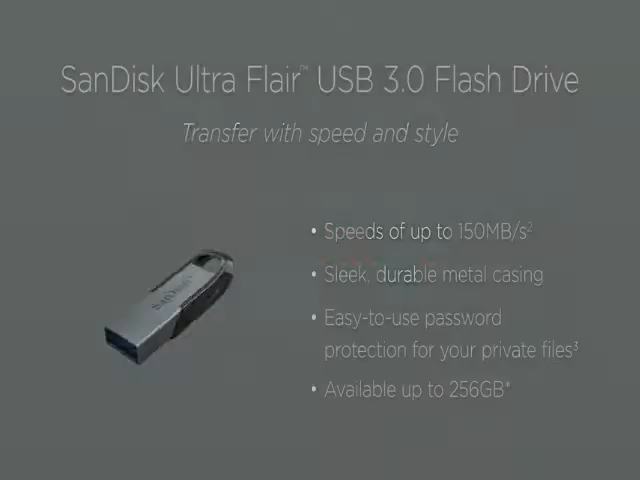 SanDisk Ultra Flair™ USB 3.0 Flash Drive
Transfer with speed and style
• Speeds of up to 150MB/s²
• Sleek, durable metal casing
• Easy-to-use password
protection for your private files³
• Available up to 256GB*
SanDisk